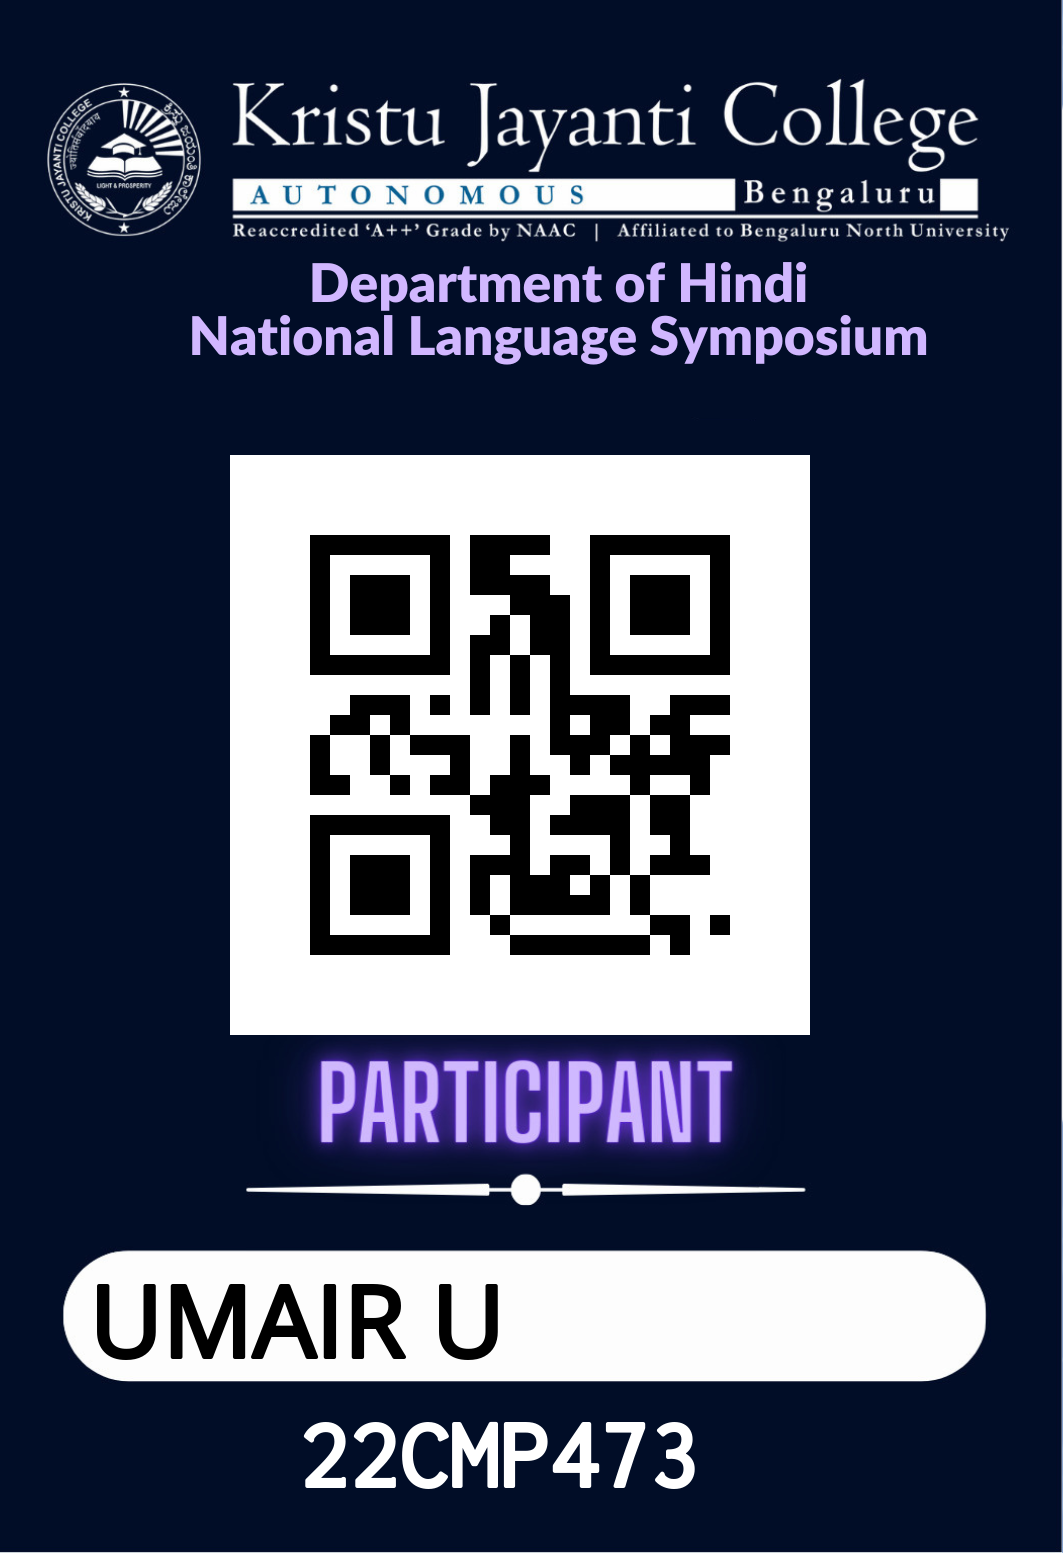 Kristu Jayanti College
AUTONOMOUS Bengaluru
Reaccredited ‘A++’ Grade by NAAC | Affiliated to Bengaluru North University
KRISTU JAYANTI COLLEGE
LIGHT & PROSPERITY
Department of Hindi
National Language Symposium
PARTICIPANT
UMAIR U
22CMP473